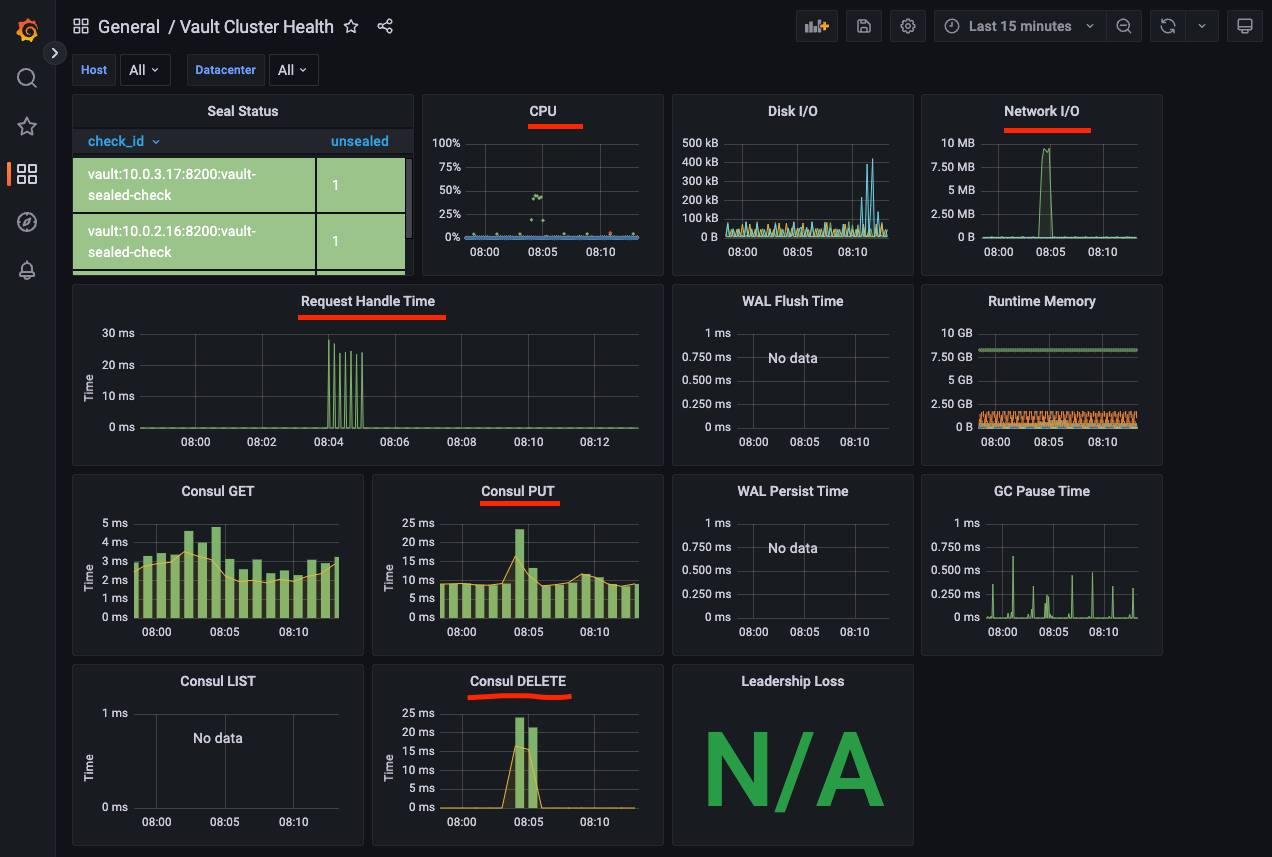 General / Vault Cluster Health
Last 15 minutes
Host All Datacenter All
Seal Status
check_id unsealed
vault:10.0.3.17:8200:vault-
sealed-check
1
vault:10.0.2.16:8200:vault-
sealed-check
1
CPU
100%
75%
50%
25%
0%
08:00 08:05 08:10
Disk I/O
500 kB
400 kB
300 kB
200 kB
100 kB
0 B
08:00 08:05 08:10
Network I/O
10 MB
7.50 MB
5 MB
2.50 MB
0 B
08:00 08:05 08:10
Request Handle Time
Time
30 ms
20 ms
10 ms
0 ms
08:00 08:02 08:04 08:06 08:08 08:10 08:12
WAL Flush Time
1 ms
0.750 ms
0.500 ms
0.250 ms
0 ms
No data
08:00 08:05 08:10
Runtime Memory
10 GB
7.50 GB
5 GB
2.50 GB
0 B
08:00 08:05 08:10
Consul GET
Time
5 ms
4 ms
3 ms
2 ms
1 ms
0 ms
08:00 08:05 08:10
Consul PUT
Time
25 ms
20 ms
15 ms
10 ms
5 ms
0 ms
08:00 08:05 08:10
WAL Persist Time
1 ms
0.750 ms
0.500 ms
0.250 ms
0 ms
No data
08:00 08:05 08:10
GC Pause Time
1 ms
0.750 ms
0.500 ms
0.250 ms
0 ms
08:00 08:05 08:10
Consul LIST
Time
1 ms
0 ms
No data
08:00 08:05 08:10
Consul DELETE
Time
25 ms
20 ms
15 ms
10 ms
5 ms
0 ms
08:00 08:05 08:10
Leadership Loss
N/A